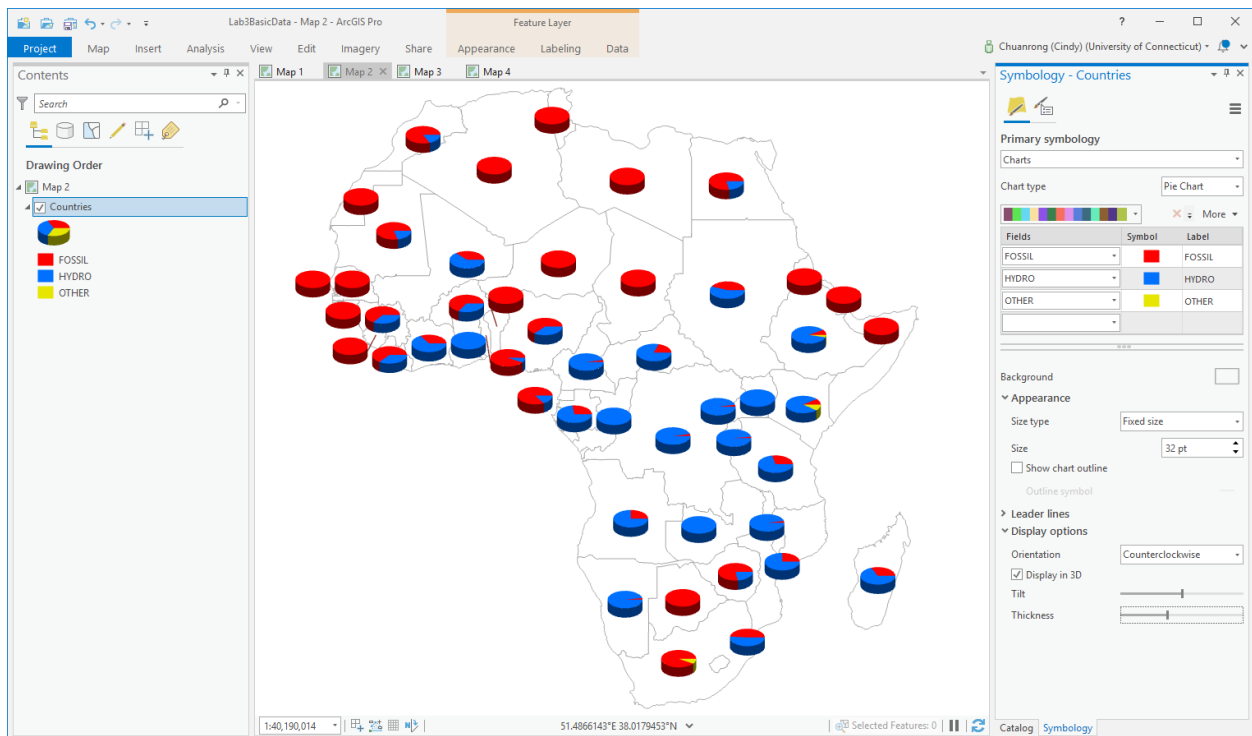 Lab3BasicData - Map 2 - ArcGIS Pro
Feature Layer
?
Project Map Insert Analysis View Edit Imagery Share Appearance Labeling Data
Chuanrong (Cindy) (University of Connecticut)
Contents
Search
Drawing Order
Map 2
Countries
FOSSIL
HYDRO
OTHER
Map 1 Map 2 Map 3 Map 4
1:40,190,014
51.4866143°E 38.0179453°N
Selected Features: 0
Symbology - Countries
Primary symbology
Charts
Chart type Pie Chart
More
Fields Symbol Label
FOSSIL FOSSIL
HYDRO HYDRO
OTHER OTHER
Background
Appearance
Size type Fixed size
Size 32 pt
Show chart outline
Outline symbol
Leader lines
Display options
Orientation Counterclockwise
Display in 3D
Tilt
Thickness
Catalog Symbology